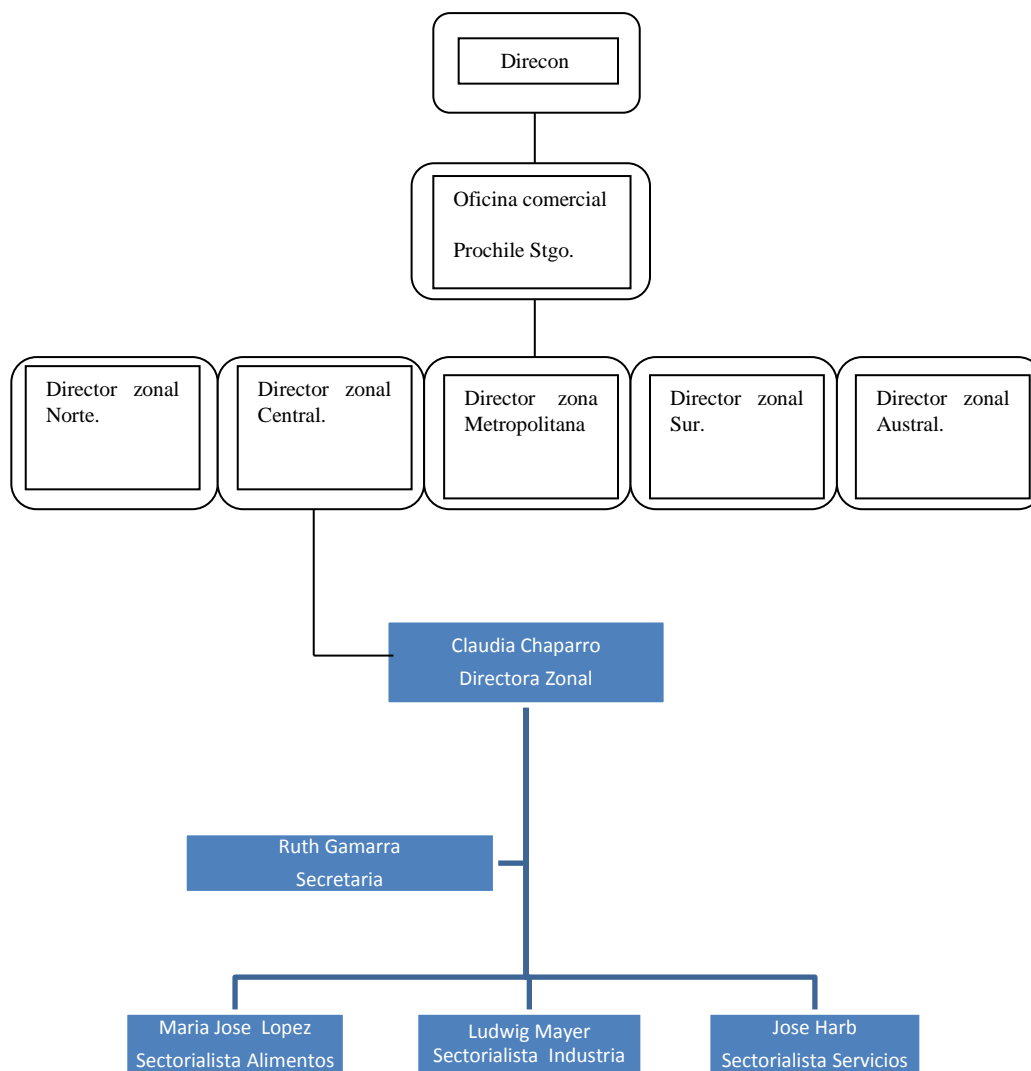 Direcon
Oficina comercial
Prochile Stgo.
Director zonal
Norte.
Director zonal
Central.
Director zona
Metropolitana
Director zonal
Sur.
Director zonal
Austral.
Claudia Chaparro
Directora Zonal
Ruth Gamarra
Secretaria
Maria Jose Lopez
Sectorialista Alimentos
Ludwig Mayer
Sectorialista Industria
Jose Harb
Sectorialista Servicios